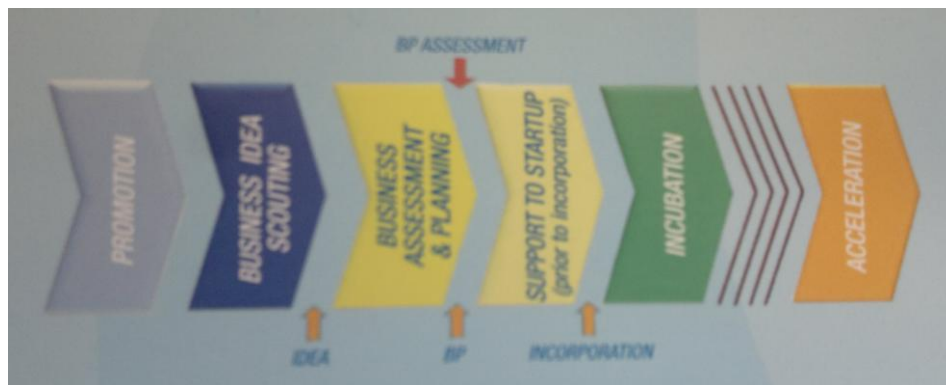 BP ASSESSMENT
PROMOTION
BUSINESS IDEA
SCOUTING
BUSINESS
ASSESSMENT
& PLANNING
SUPPORT TO STARTUP
(prior to incorporation)
INCUBATION
ACCELERATION
IDEA
BP
INCORPORATION